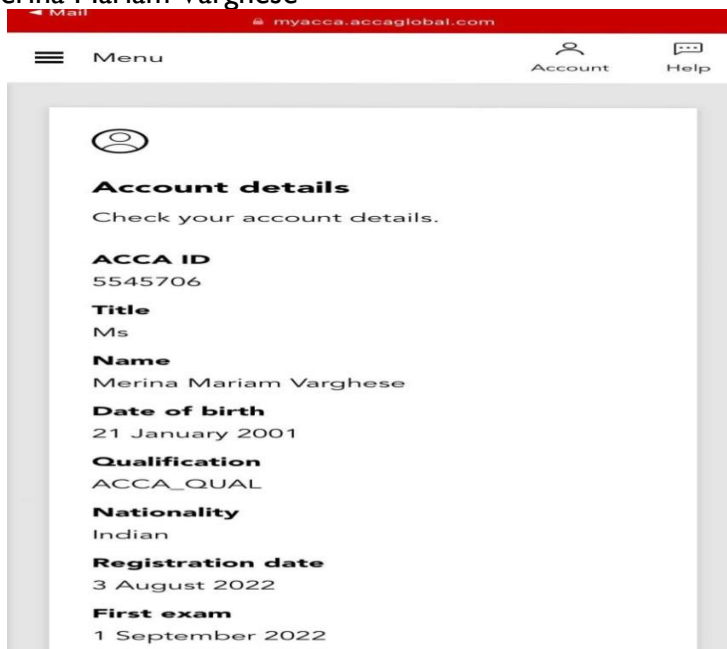 Merina Mariam Varghese
Mail
myacca.accaglobal.com
Menu
Account
Help
Account details
Check your account details.
ACCA ID
5545706
Title
Ms
Name
Merina Mariam Varghese
Date of birth
21 January 2001
Qualification
ACCA_QUAL
Nationality
Indian
Registration date
3 August 2022
First exam
1 September 2022